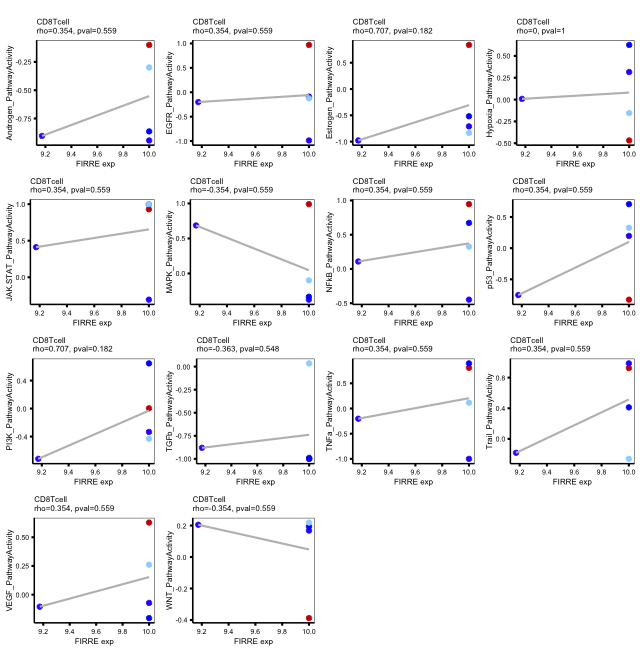 CD8Tcell
rho=0.354, pval=0.559
Androgen_PathwayActivity
-0.25
-0.75
9.2 9.4 9.6 9.8 10.0
FIRRE exp
CD8Tcell
rho=0.354, pval=0.559
EGFR_PathwayActivity
1.0
0.5
0.0
-0.5
-1.0
9.2 9.4 9.6 9.8 10.0
FIRRE exp
CD8Tcell
rho=0.707, pval=0.182
Estrogen_PathwayActivity
0.5
0.0
-0.5
-1.0
9.2 9.4 9.6 9.8 10.0
FIRRE exp
CD8Tcell
rho=0, pval=1
Hypoxia_PathwayActivity
0.50
0.25
0.00
-0.25
-0.50
9.2 9.4 9.6 9.8 10.0
FIRRE exp
CD8Tcell
rho=0.354, pval=0.559
JAK.STAT_PathwayActivity
1.0
0.5
0.0
9.2 9.4 9.6 9.8 10.0
FIRRE exp
CD8Tcell
rho=-0.354, pval=0.559
MAPK_PathwayActivity
1.0
0.5
0.0
9.2 9.4 9.6 9.8 10.0
FIRRE exp
CD8Tcell
rho=0.354, pval=0.559
NFkB_PathwayActivity
1.0
0.5
0.0
-0.5
9.2 9.4 9.6 9.8 10.0
FIRRE exp
CD8Tcell
rho=0.354, pval=0.559
p53_PathwayActivity
0.5
0.0
-0.5
9.2 9.4 9.6 9.8 10.0
FIRRE exp
CD8Tcell
rho=0.707, pval=0.182
PI3K_PathwayActivity
0.4
0.0
-0.4
9.2 9.4 9.6 9.8 10.0
FIRRE exp
CD8Tcell
rho=-0.363, pval=0.548
TGFb_PathwayActivity
0.00
-0.25
-0.50
-0.75
-1.00
9.2 9.4 9.6 9.8 10.0
FIRRE exp
CD8Tcell
rho=0.354, pval=0.559
TNFa_PathwayActivity
0.5
0.0
-0.5
-1.0
9.2 9.4 9.6 9.8 10.0
FIRRE exp
CD8Tcell
rho=0.354, pval=0.559
Trail_PathwayActivity
0.8
0.4
0.0
9.2 9.4 9.6 9.8 10.0
FIRRE exp
CD8Tcell
rho=0.354, pval=0.559
VEGF_PathwayActivity
0.50
0.25
0.00
9.2 9.4 9.6 9.8 10.0
FIRRE exp
CD8Tcell
rho=-0.354, pval=0.559
WNT_PathwayActivity
0.2
0.0
-0.2
-0.4
9.2 9.4 9.6 9.8 10.0
FIRRE exp